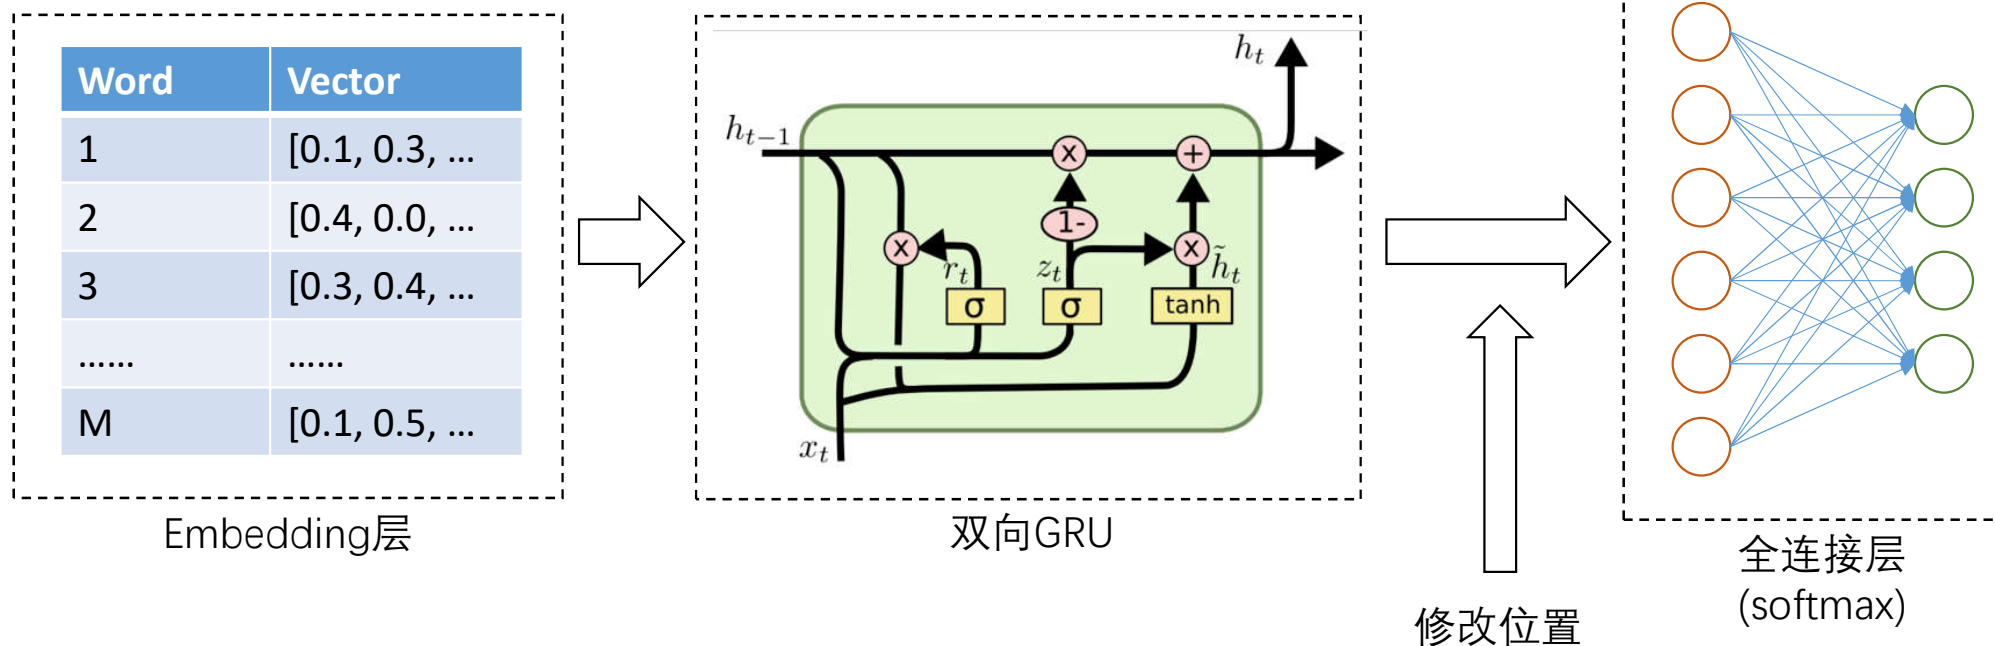 Word Vector
1 [0.1, 0.3, ...
2 [0.4, 0.0, ...
3 [0.3, 0.4, ...
...... ......
M [0.1, 0.5, ...
Embedding层
h_t
h_{t-1}
x +
1-
x x
r_t z_t h̃_t
σ σ tanh
x_t
双向GRU
修改位置
全连接层
(softmax)